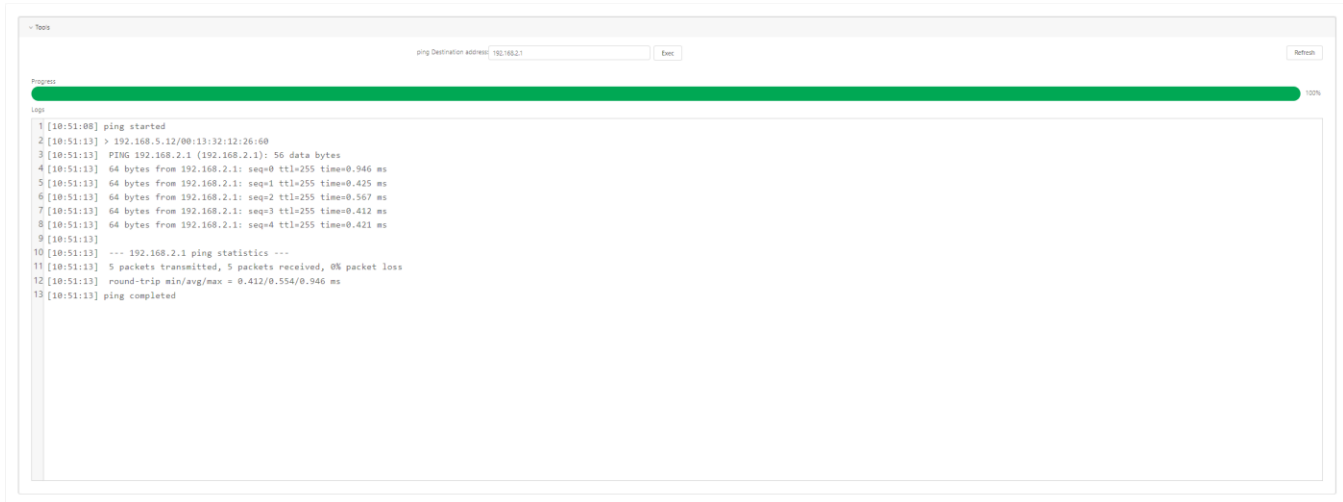 Tools
ping Destination address: 192.168.2.1 Exec Refresh
Progress
100%
Logs
1 [10:51:08] ping started
2 [10:51:13] > 192.168.5.12/00:13:32:12:26:60
3 [10:51:13] PING 192.168.2.1 (192.168.2.1): 56 data bytes
4 [10:51:13] 64 bytes from 192.168.2.1: seq=0 ttl=255 time=0.946 ms
5 [10:51:13] 64 bytes from 192.168.2.1: seq=1 ttl=255 time=0.425 ms
6 [10:51:13] 64 bytes from 192.168.2.1: seq=2 ttl=255 time=0.567 ms
7 [10:51:13] 64 bytes from 192.168.2.1: seq=3 ttl=255 time=0.412 ms
8 [10:51:13] 64 bytes from 192.168.2.1: seq=4 ttl=255 time=0.421 ms
9 [10:51:13]
10 [10:51:13] --- 192.168.2.1 ping statistics ---
11 [10:51:13] 5 packets transmitted, 5 packets received, 0% packet loss
12 [10:51:13] round-trip min/avg/max = 0.412/0.554/0.946 ms
13 [10:51:13] ping completed